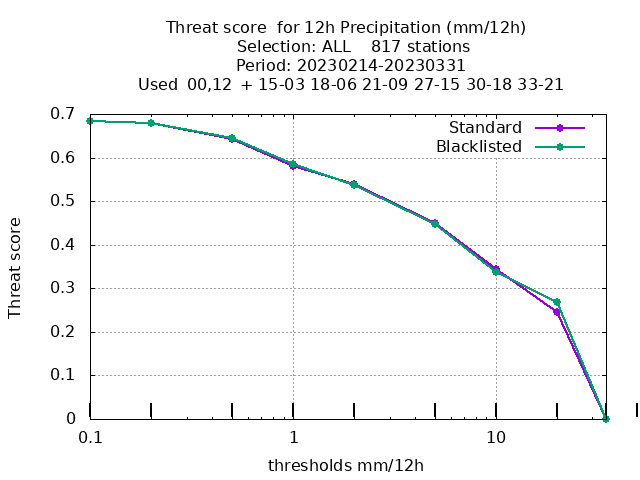 Threat score  for 12h Precipitation (mm/12h)
Selection: ALL    817 stations
Period: 20230214-20230331
Used  00,12  + 15-03 18-06 21-09 27-15 30-18 33-21
Standard
Blacklisted
Threat score
0.7
0.6
0.5
0.4
0.3
0.2
0.1
0
0.1 1 10
thresholds mm/12h